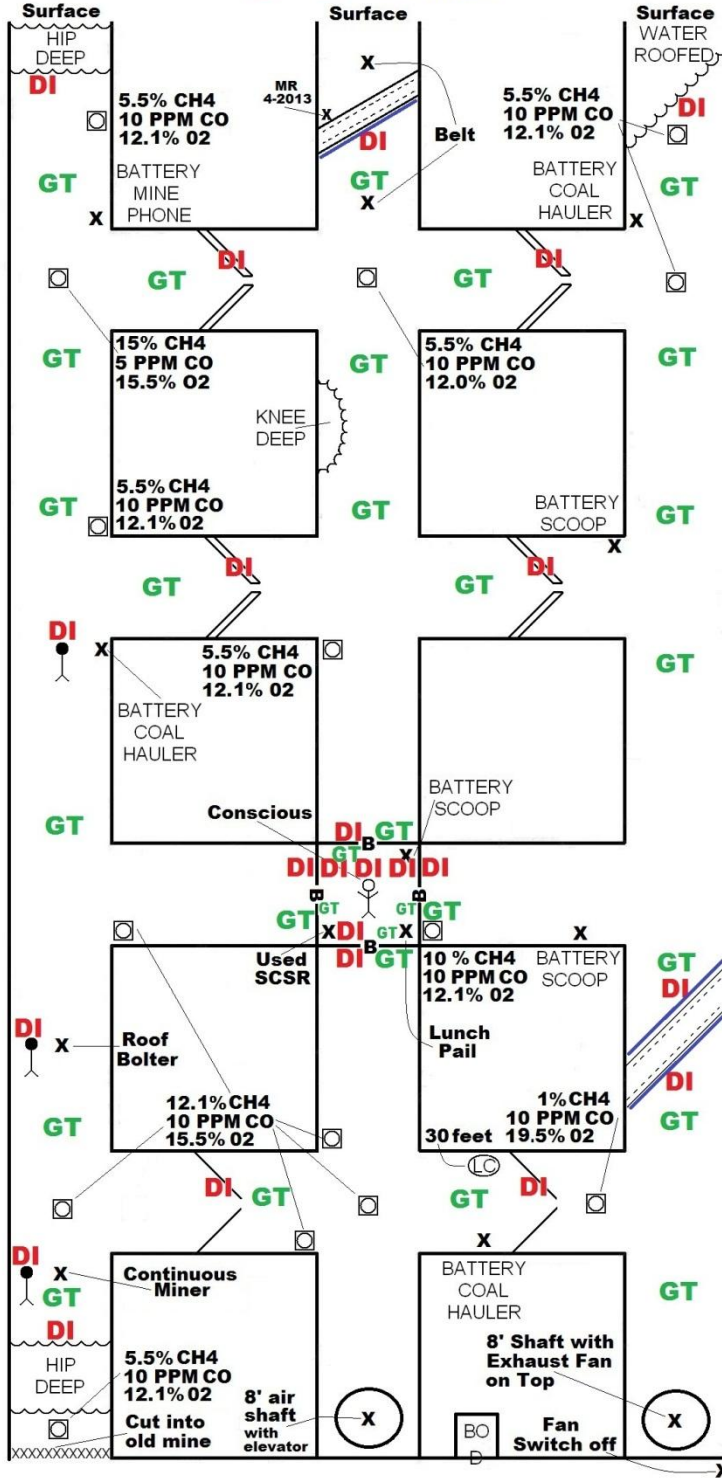 Surface
Surface
Surface
HIP
DEEP
WATER
ROOFED
DI
MR
4-2013
X
X
5.5% CH4
10 PPM CO
12.1% 02
5.5% CH4
10 PPM CO
12.1% 02
DI
DI
Belt
GT
BATTERY
MINE
PHONE
GT
BATTERY
COAL
HAULER
GT
X
X
X
DI
GT
DI
GT
GT
15% CH4
5 PPM CO
15.5% O2
GT
5.5% CH4
10 PPM CO
12.0% 02
GT
KNEE
DEEP
5.5% CH4
10 PPM CO
12.1% 02
GT
GT
BATTERY
SCOOP
GT
X
DI
GT
DI
GT
DI
X
5.5% CH4
10 PPM CO
12.1% 02
GT
BATTERY
COAL
HAULER
BATTERY
SCOOP
Conscious
GT
DI
B
GT
GT
X
DI
DI
DI
DI
DI
B
B
GT
GT
GT
GT
X
DI
GT
X
X
Used
SCSR
DI
B
GT
10 % CH4
10 PPM CO
12.1% 02
BATTERY
SCOOP
GT
DI
DI
X
Roof
Bolter
Lunch
Pail
DI
12.1% CH4
10 PPM CO
15.5% 02
1% CH4
10 PPM CO
19.5% 02
GT
30 feet
GT
LC
DI
GT
GT
DI
X
DI
X
GT
Continuous
Miner
BATTERY
COAL
HAULER
GT
DI
HIP
DEEP
5.5% CH4
10 PPM CO
12.1% 02
8' Shaft with
Exhaust Fan
on Top
Cut into
old mine
8' air
shaft
with
elevator
X
BO
D
Fan
Switch off
X
X